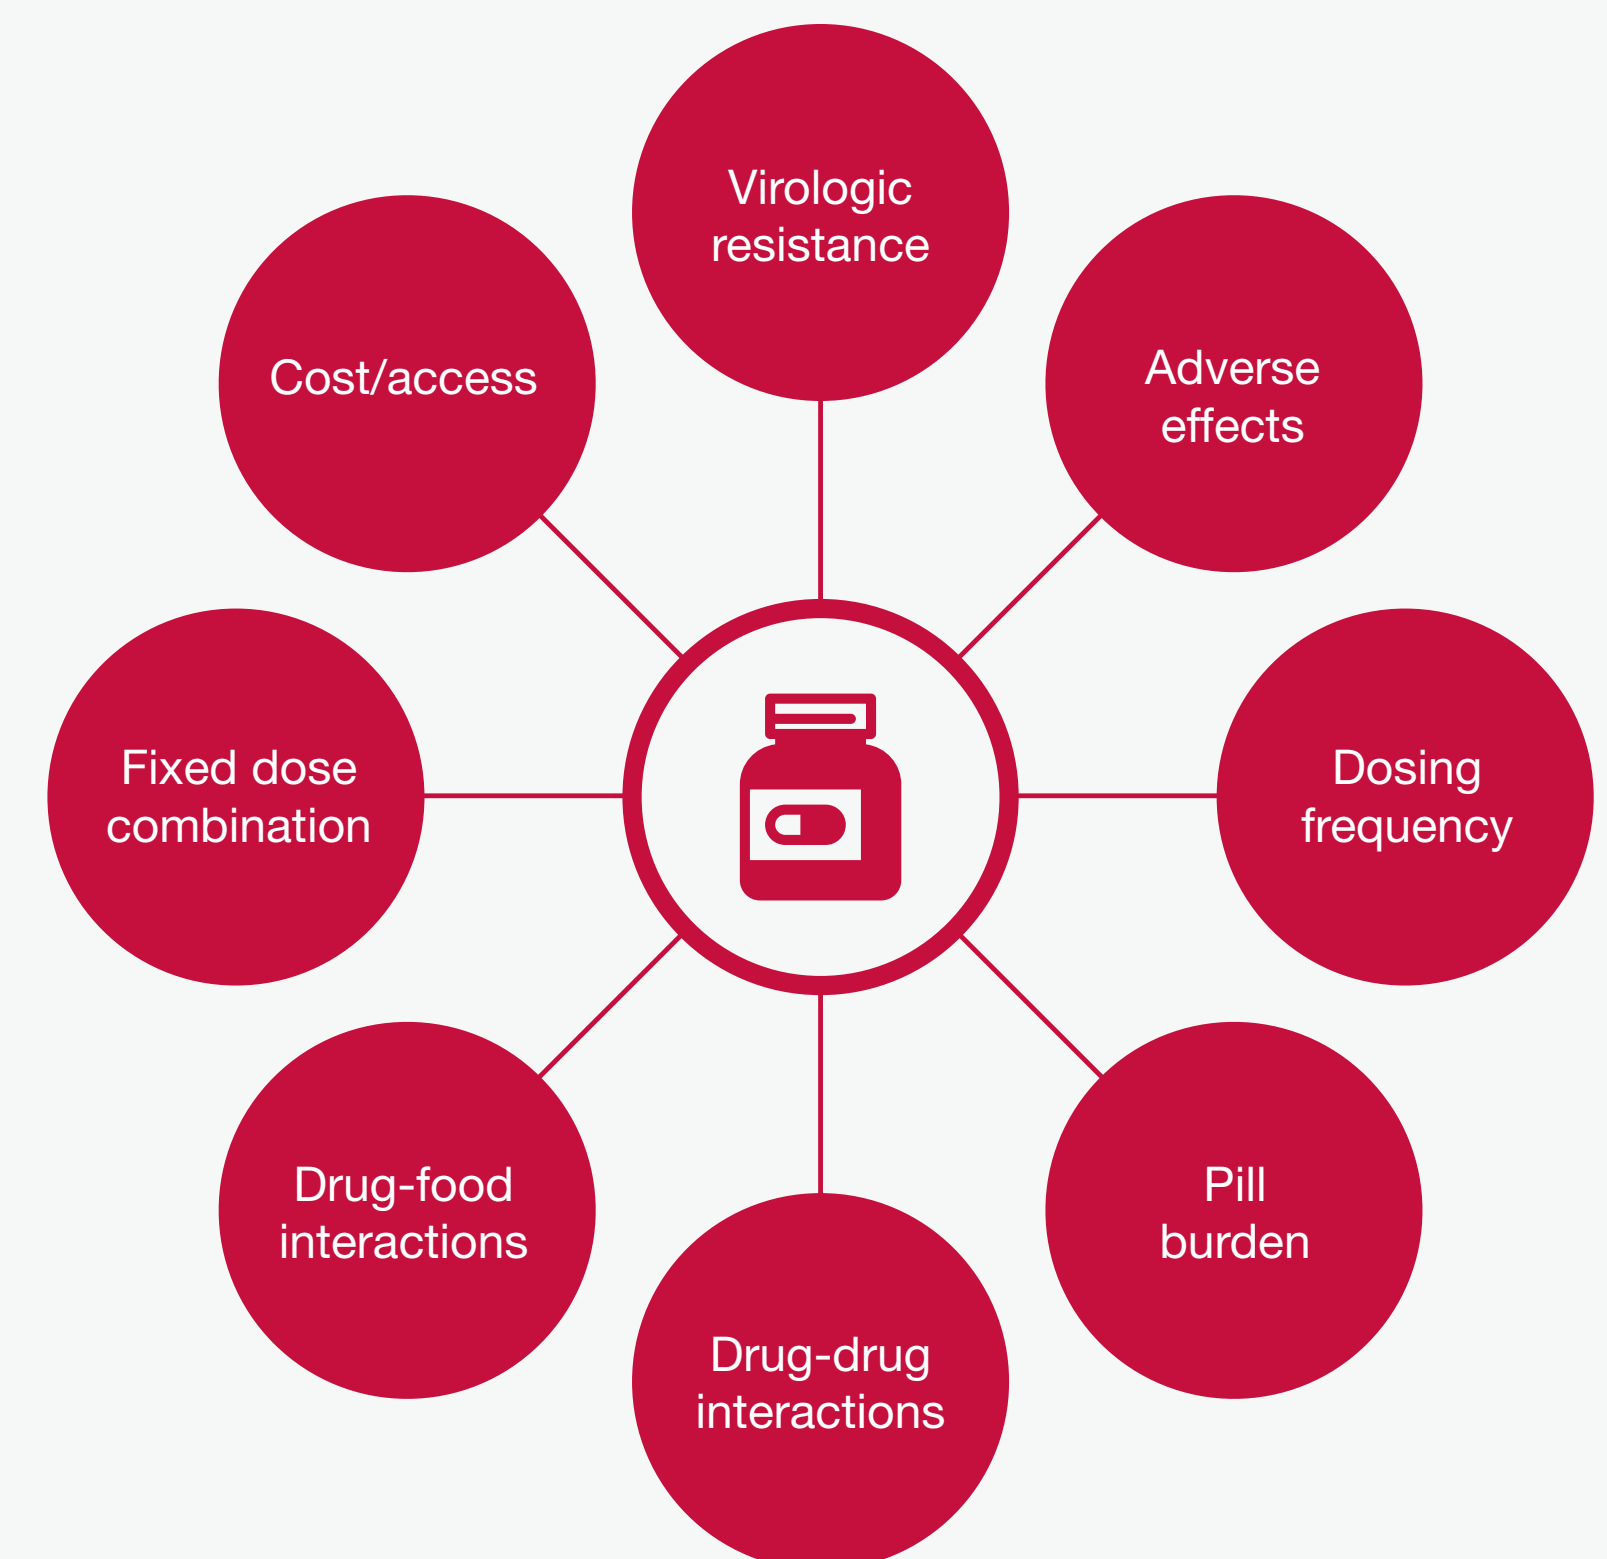 Virologic
resistance
Adverse
effects
Dosing
frequency
Pill
burden
Drug-drug
interactions
Drug-food
interactions
Fixed dose
combination
Cost/access